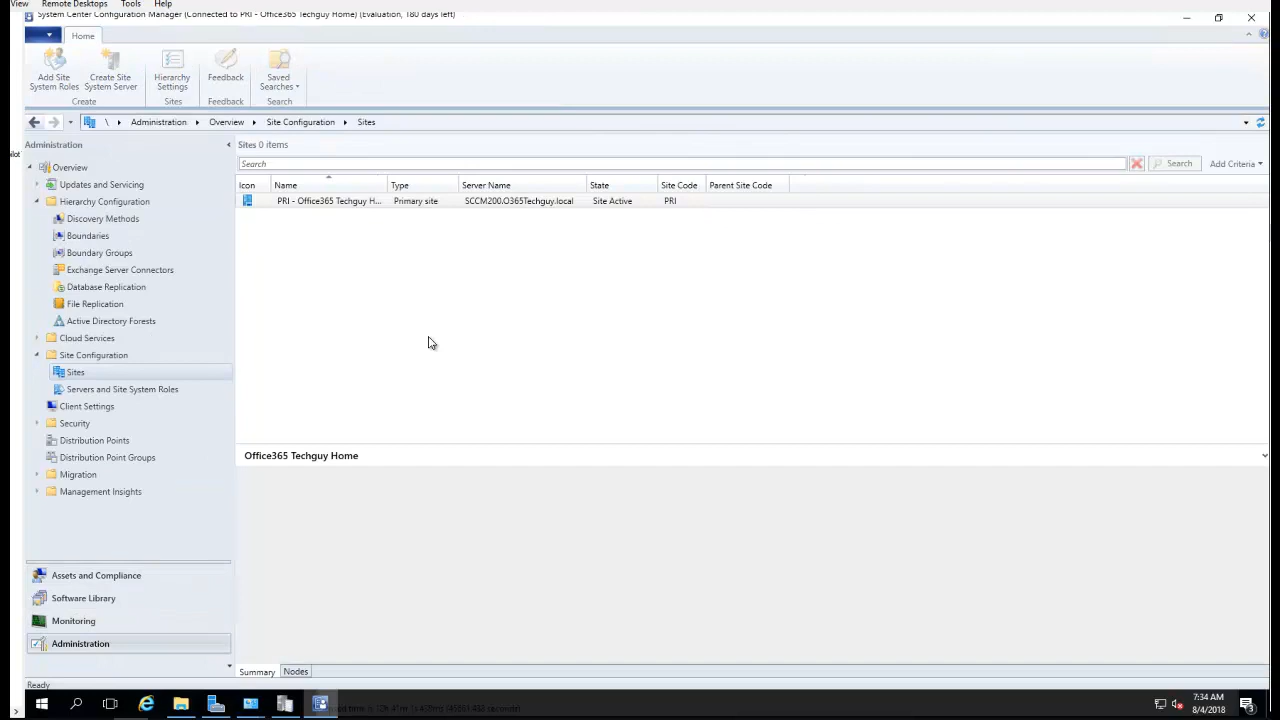 View Remote Desktops Tools Help
System Center Configuration Manager (Connected to PRI - Office365 Techguy Home) (Evaluation, 180 days left)
Home
Add Site System Roles
Create Site System Server
Hierarchy Settings
Feedback
Saved Searches
Create Sites Feedback Search
\ Administration Overview Site Configuration Sites
Administration
Overview
Updates and Servicing
Hierarchy Configuration
Discovery Methods
Boundaries
Boundary Groups
Exchange Server Connectors
Database Replication
File Replication
Active Directory Forests
Cloud Services
Site Configuration
Sites
Servers and Site System Roles
Client Settings
Security
Distribution Points
Distribution Point Groups
Migration
Management Insights
Assets and Compliance
Software Library
Monitoring
Administration
Sites 0 items
Search Search Add Criteria
Icon Name Type Server Name State Site Code Parent Site Code
PRI - Office365 Techguy H... Primary site SCCM200.O365Techguy.local Site Active PRI
Office365 Techguy Home
Summary Nodes
Ready
7:34 AM
8/4/2018